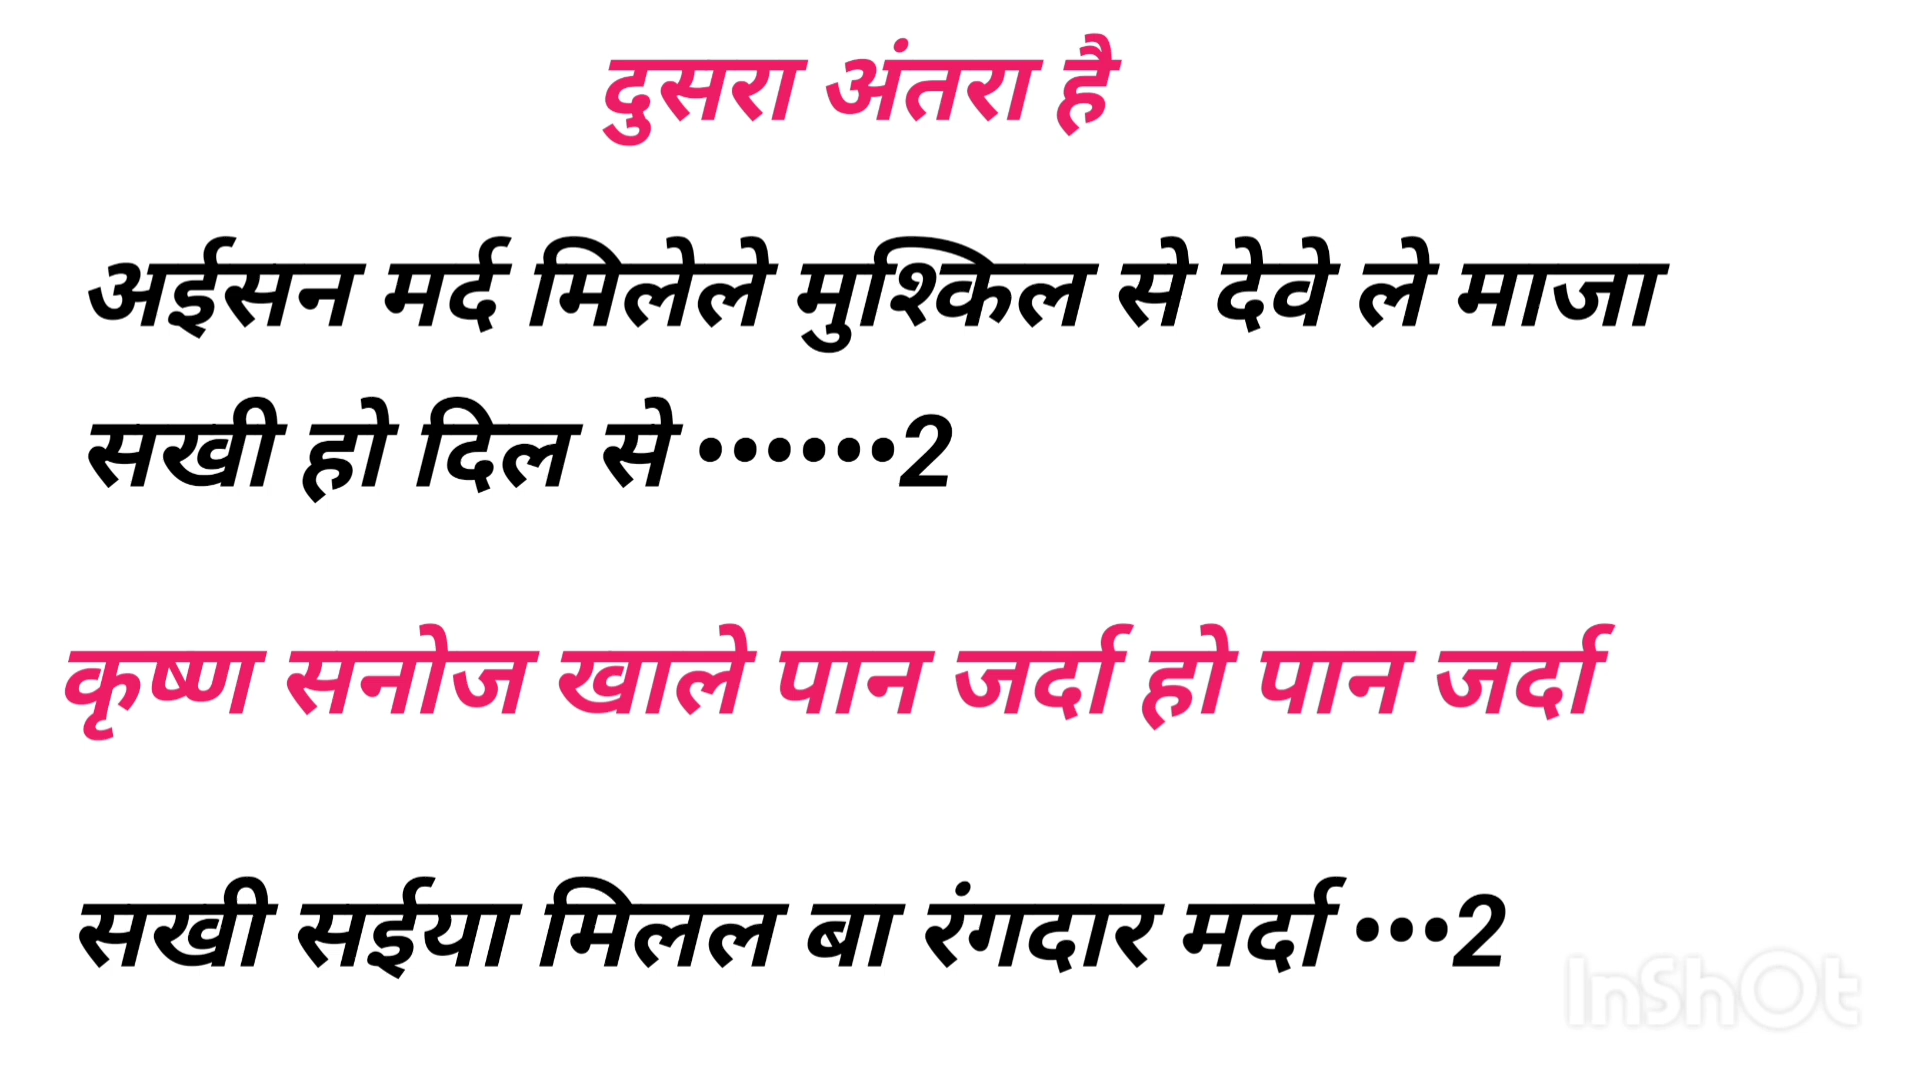 दुसरा अंतरा है
अईसन मर्द मिलेले मुश्किल से देवे ले माजा
सखी हो दिल से ••••••2
कृष्ण सनोज खाले पान जर्दा हो पान जर्दा
सखी सईया मिलल बा रंगदार मर्दा •••2
InShOt